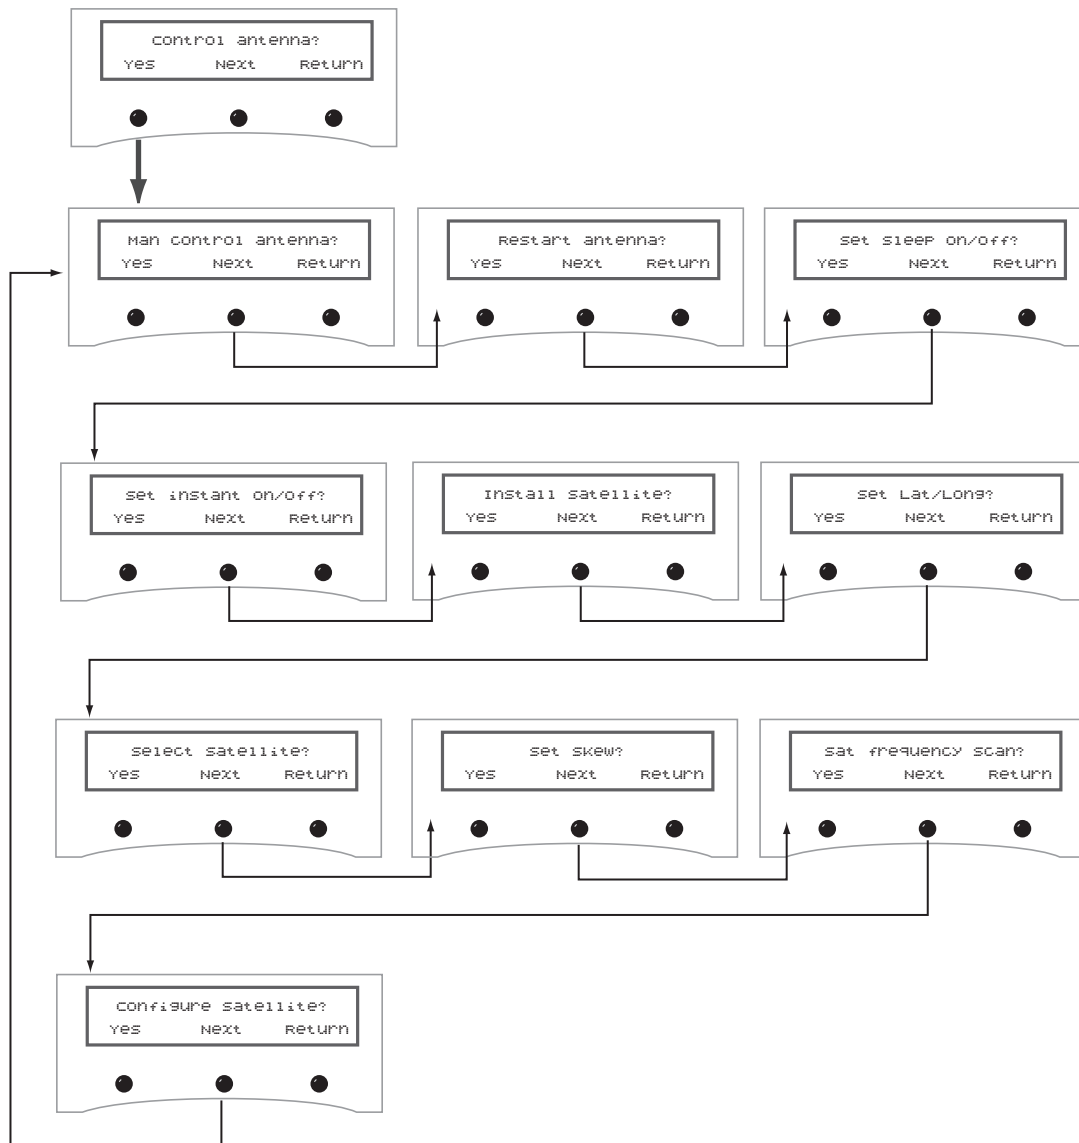 Control antenna?
Yes Next Return
Man Control antenna?
Yes Next Return
Restart antenna?
Yes Next Return
Set Sleep On/Off?
Yes Next Return
Set instant On/Off?
Yes Next Return
Install Satellite?
Yes Next Return
Set Lat/Long?
Yes Next Return
Select Satellite?
Yes Next Return
Set Skew?
Yes Next Return
Sat frequency scan?
Yes Next Return
Configure Satellite?
Yes Next Return